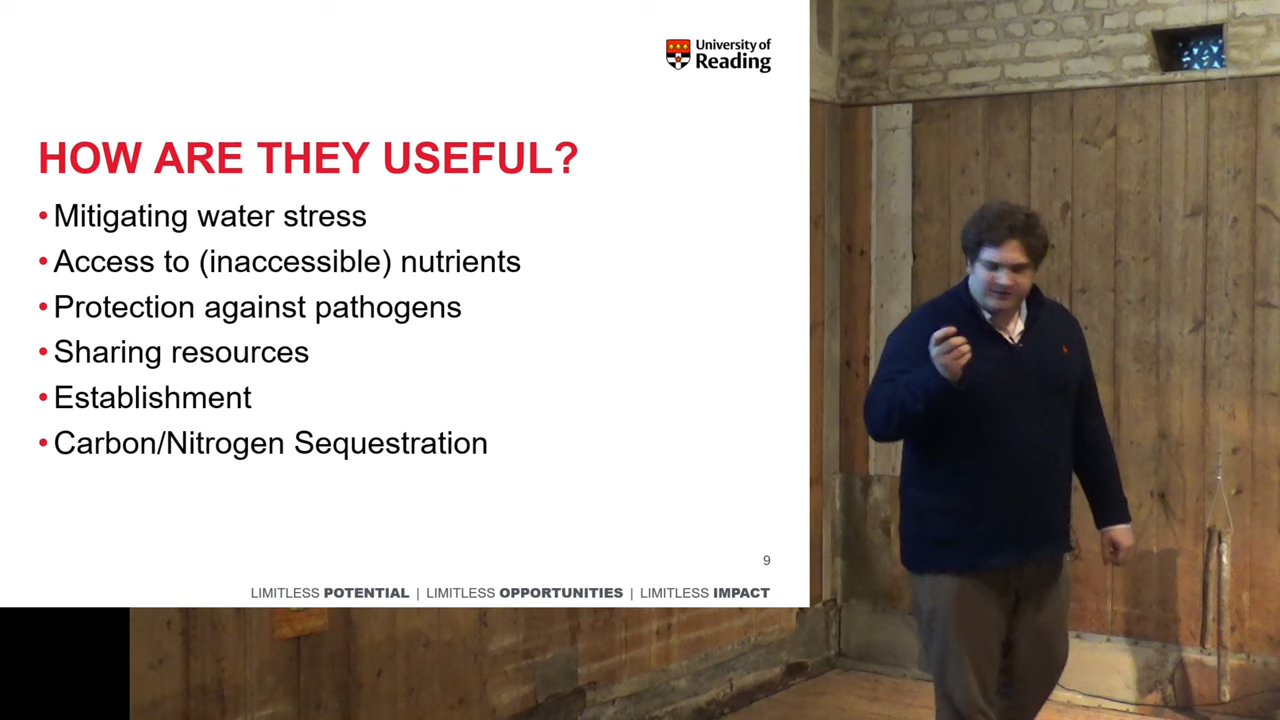 University of
Reading
HOW ARE THEY USEFUL?
• Mitigating water stress
• Access to (inaccessible) nutrients
• Protection against pathogens
• Sharing resources
• Establishment
• Carbon/Nitrogen Sequestration
9
LIMITLESS POTENTIAL | LIMITLESS OPPORTUNITIES | LIMITLESS IMPACT